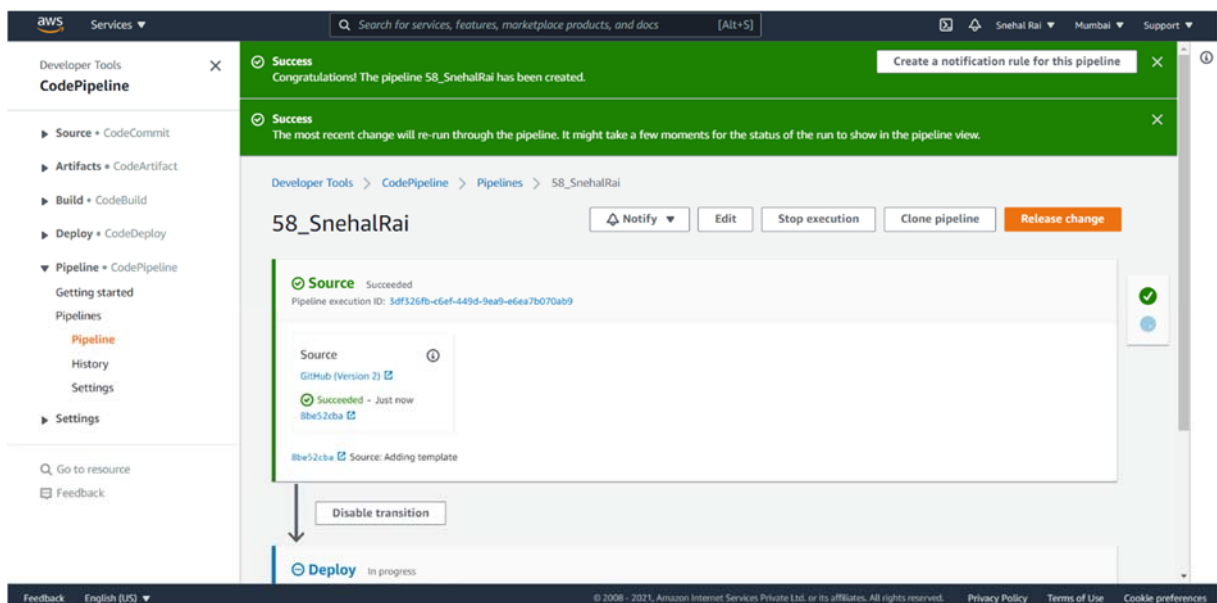 aws
Services ▼
Search for services, features, marketplace products, and docs
[Alt+S]
Snehal Rai ▼
Mumbai ▼
Support ▼
Developer Tools
CodePipeline
Source • CodeCommit
Artifacts • CodeArtifact
Build • CodeBuild
Deploy • CodeDeploy
Pipeline • CodePipeline
Getting started
Pipelines
Pipeline
History
Settings
Settings
Go to resource
Feedback
Success
Congratulations! The pipeline 58_SnehalRai has been created.
Create a notification rule for this pipeline
Success
The most recent change will re-run through the pipeline. It might take a few moments for the status of the run to show in the pipeline view.
Developer Tools > CodePipeline > Pipelines > 58_SnehalRai
58_SnehalRai
Notify ▼
Edit
Stop execution
Clone pipeline
Release change
Source Succeeded
Pipeline execution ID: 3df326fb-c6ef-449d-9ea9-e6ea7b070ab9
Source
GitHub (Version 2)
Succeeded - Just now
8be52cba
8be52cba Source: Adding template
Disable transition
Deploy In progress
Feedback
English (US) ▼
© 2008 - 2021, Amazon Internet Services Private Ltd. or its affiliates. All rights reserved.
Privacy Policy
Terms of Use
Cookie preferences